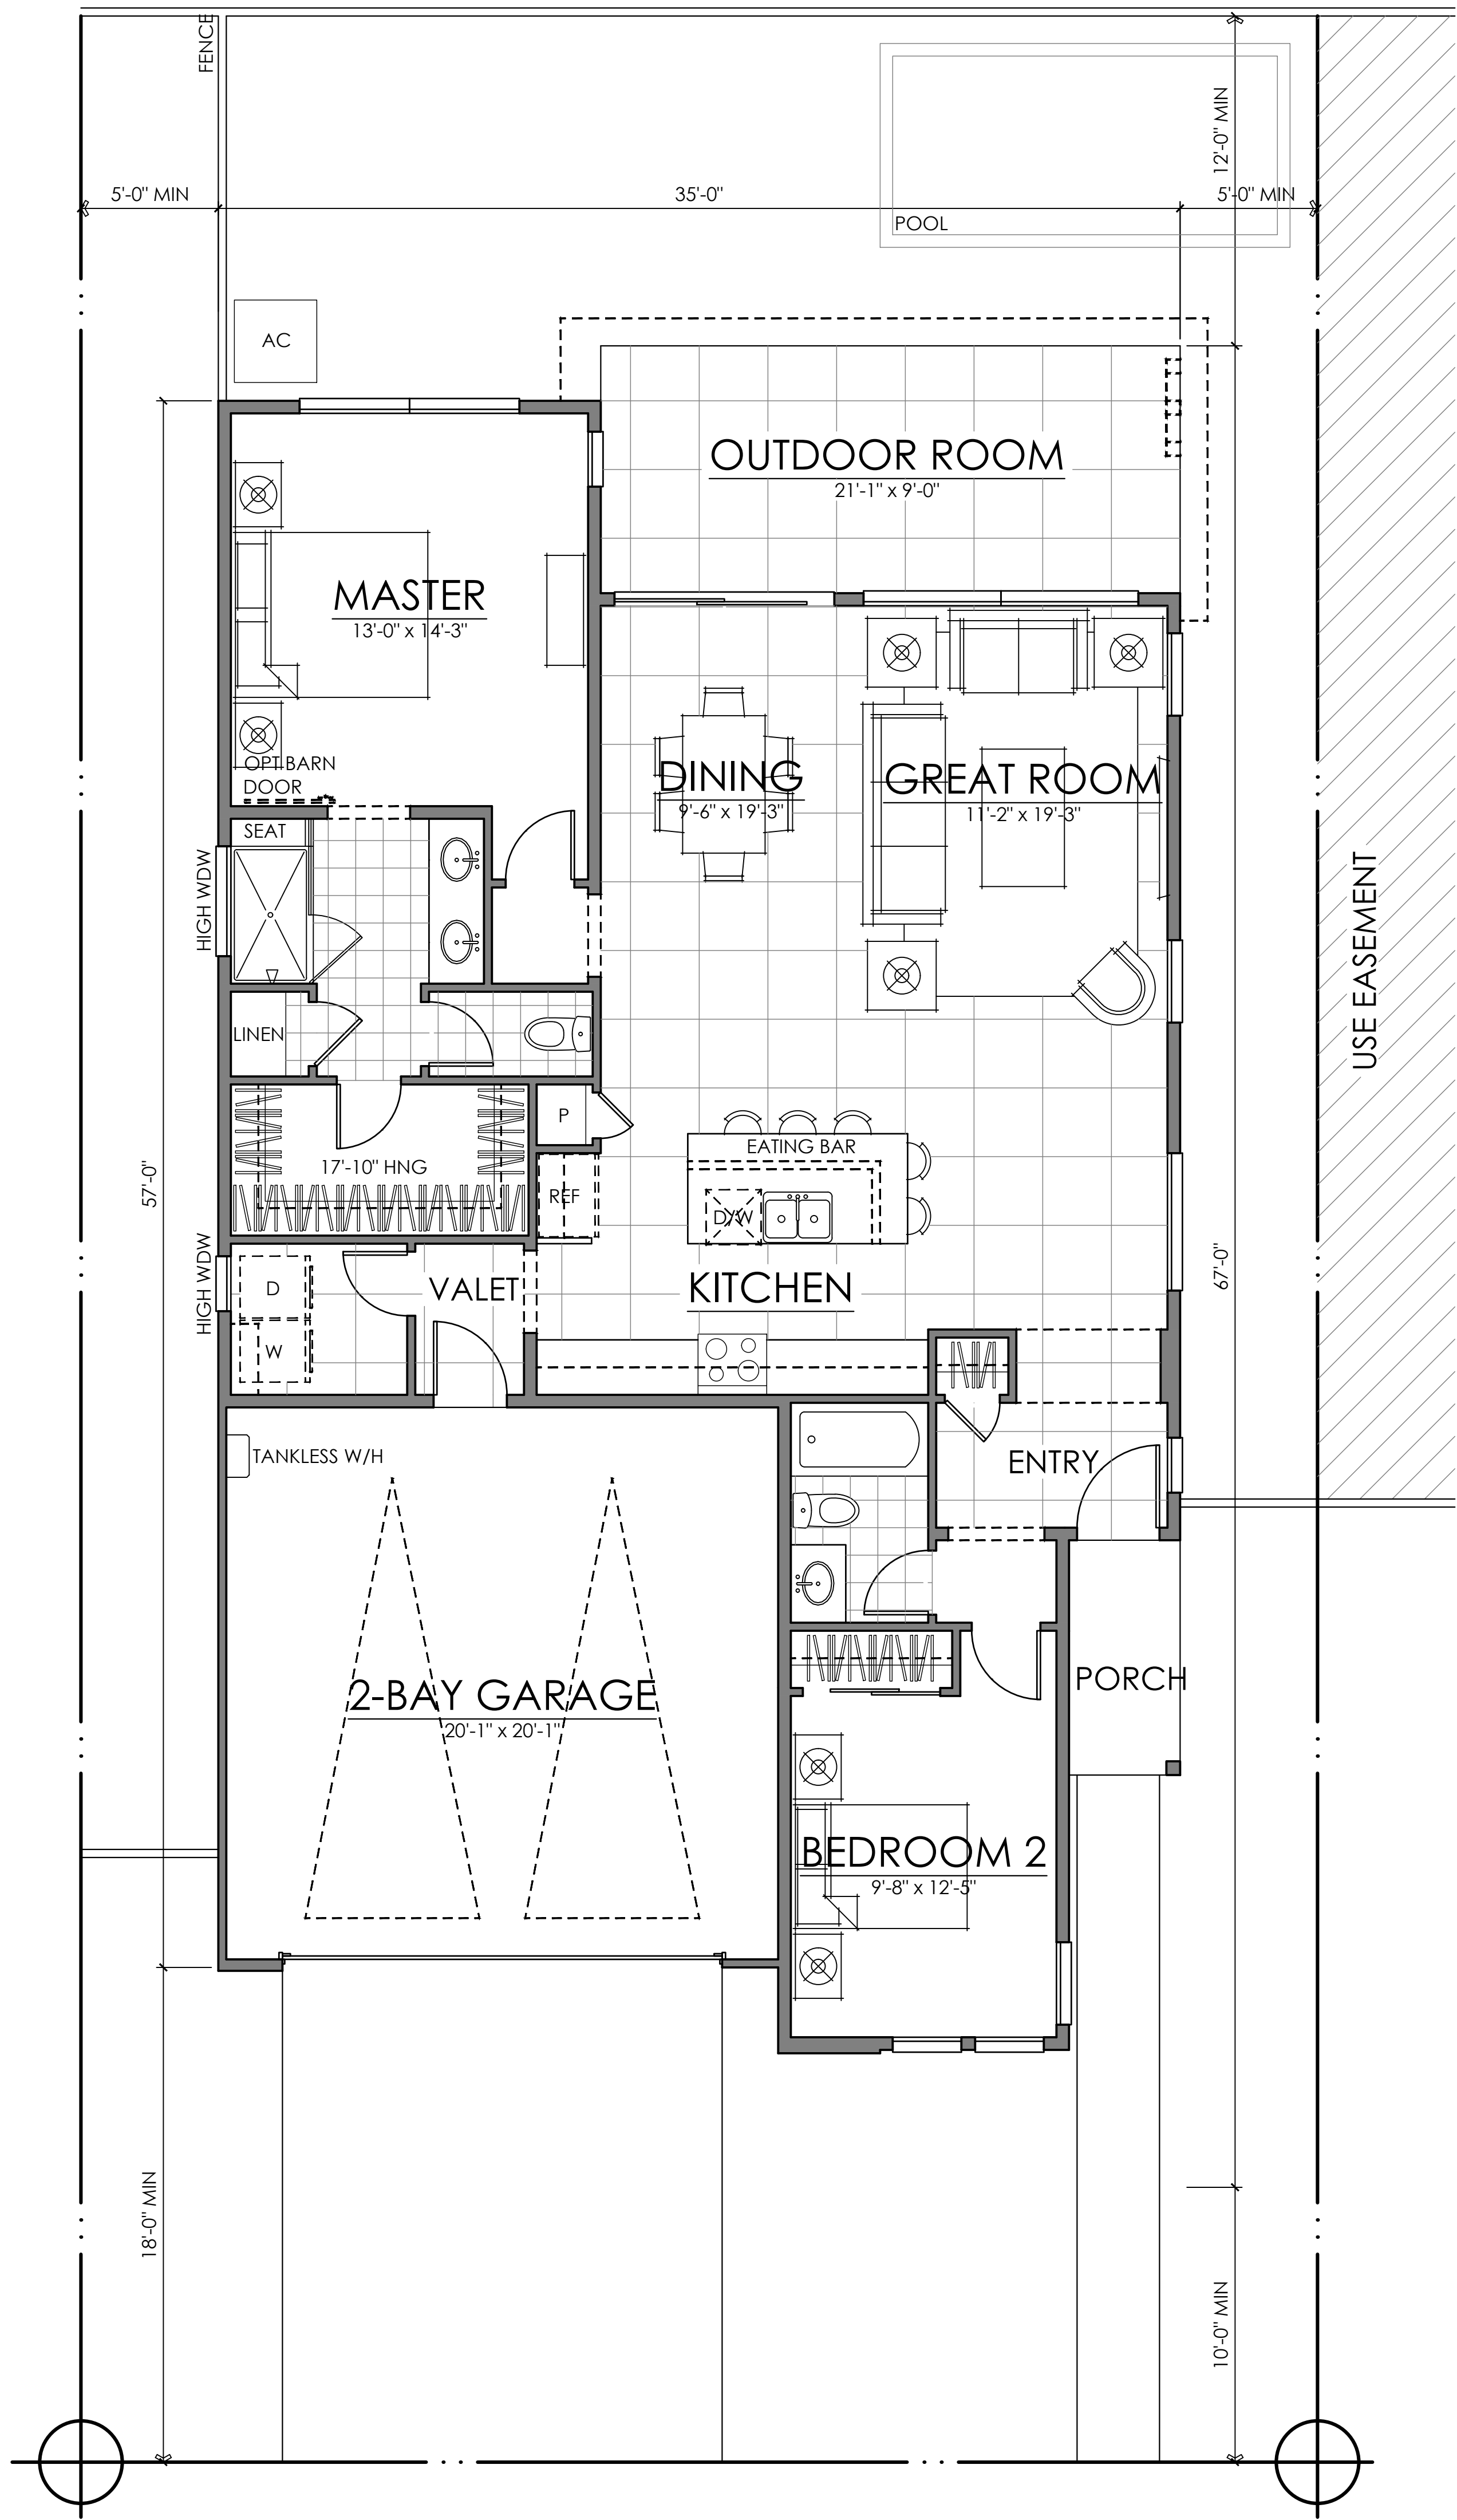 FENCE
12'-0" MIN
5'-0" MIN
35'-0"
5'-0" MIN
POOL
AC
OUTDOOR ROOM
21'-1" x 9'-0"
MASTER
13'-0" x 14'-3"
OPT BARN
DOOR
DINING
9'-6" x 19'-3"
GREAT ROOM
11'-2" x 19'-3"
SEAT
HIGH WDW
USE EASEMENT
LINEN
P
EATING BAR
17'-10" HNG
57'-0"
REF
D/W
HIGH WDW
D
VALET
KITCHEN
67'-0"
W
TANKLESS W/H
ENTRY
PORCH
2-BAY GARAGE
20'-1" x 20'-1"
BEDROOM 2
9'-8" x 12'-5"
18'-0" MIN
10'-0" MIN